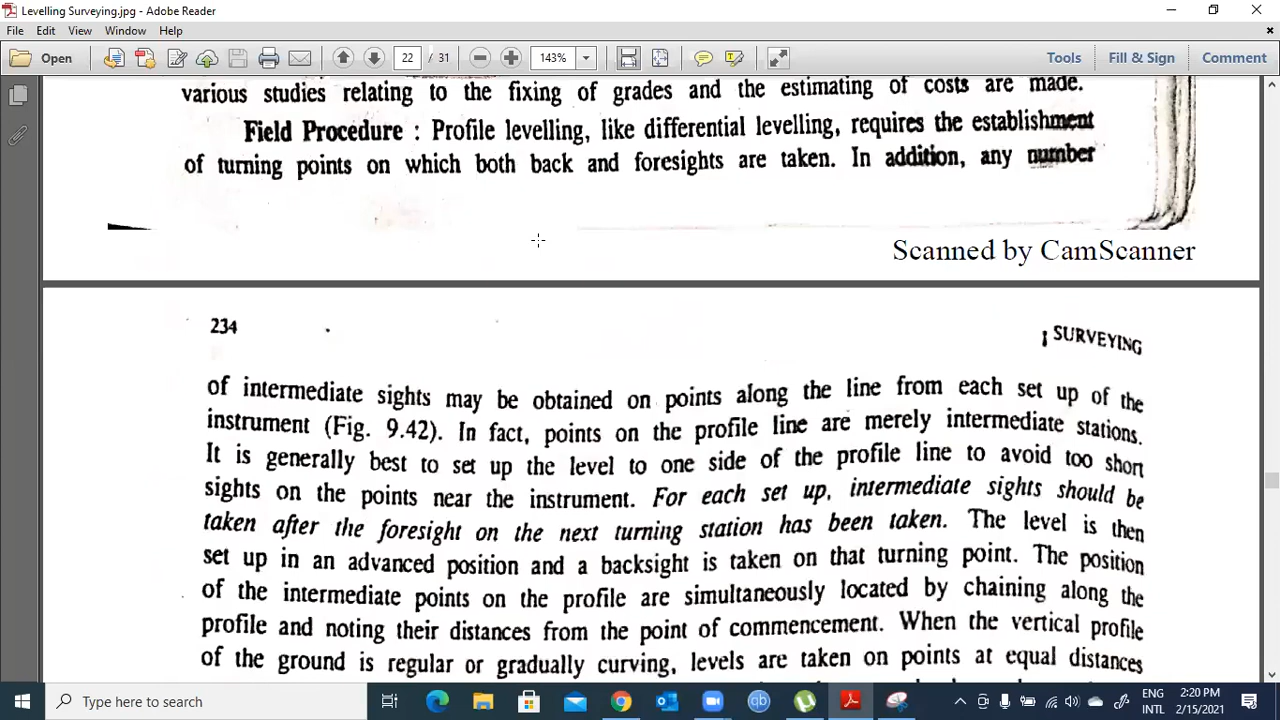 Levelling Surveying.jpg - Adobe Reader
File Edit View Window Help
Open 22 / 31 143% Tools Fill & Sign Comment
various studies relating to the fixing of grades and the estimating of costs are made.
Field Procedure : Profile levelling, like differential levelling, requires the establishment
of turning points on which both back and foresights are taken. In addition, any number
Scanned by CamScanner
234
SURVEYING
of intermediate sights may be obtained on points along the line from each set up of the
instrument (Fig. 9.42). In fact, points on the profile line are merely intermediate stations.
It is generally best to set up the level to one side of the profile line to avoid too short
sights on the points near the instrument. For each set up, intermediate sights should be
taken after the foresight on the next turning station has been taken. The level is then
set up in an advanced position and a backsight is taken on that turning point. The position
of the intermediate points on the profile are simultaneously located by chaining along the
profile and noting their distances from the point of commencement. When the vertical profile
of the ground is regular or gradually curving, levels are taken on points at equal distances
Type here to search
ENG
INTL
2:20 PM
2/15/2021